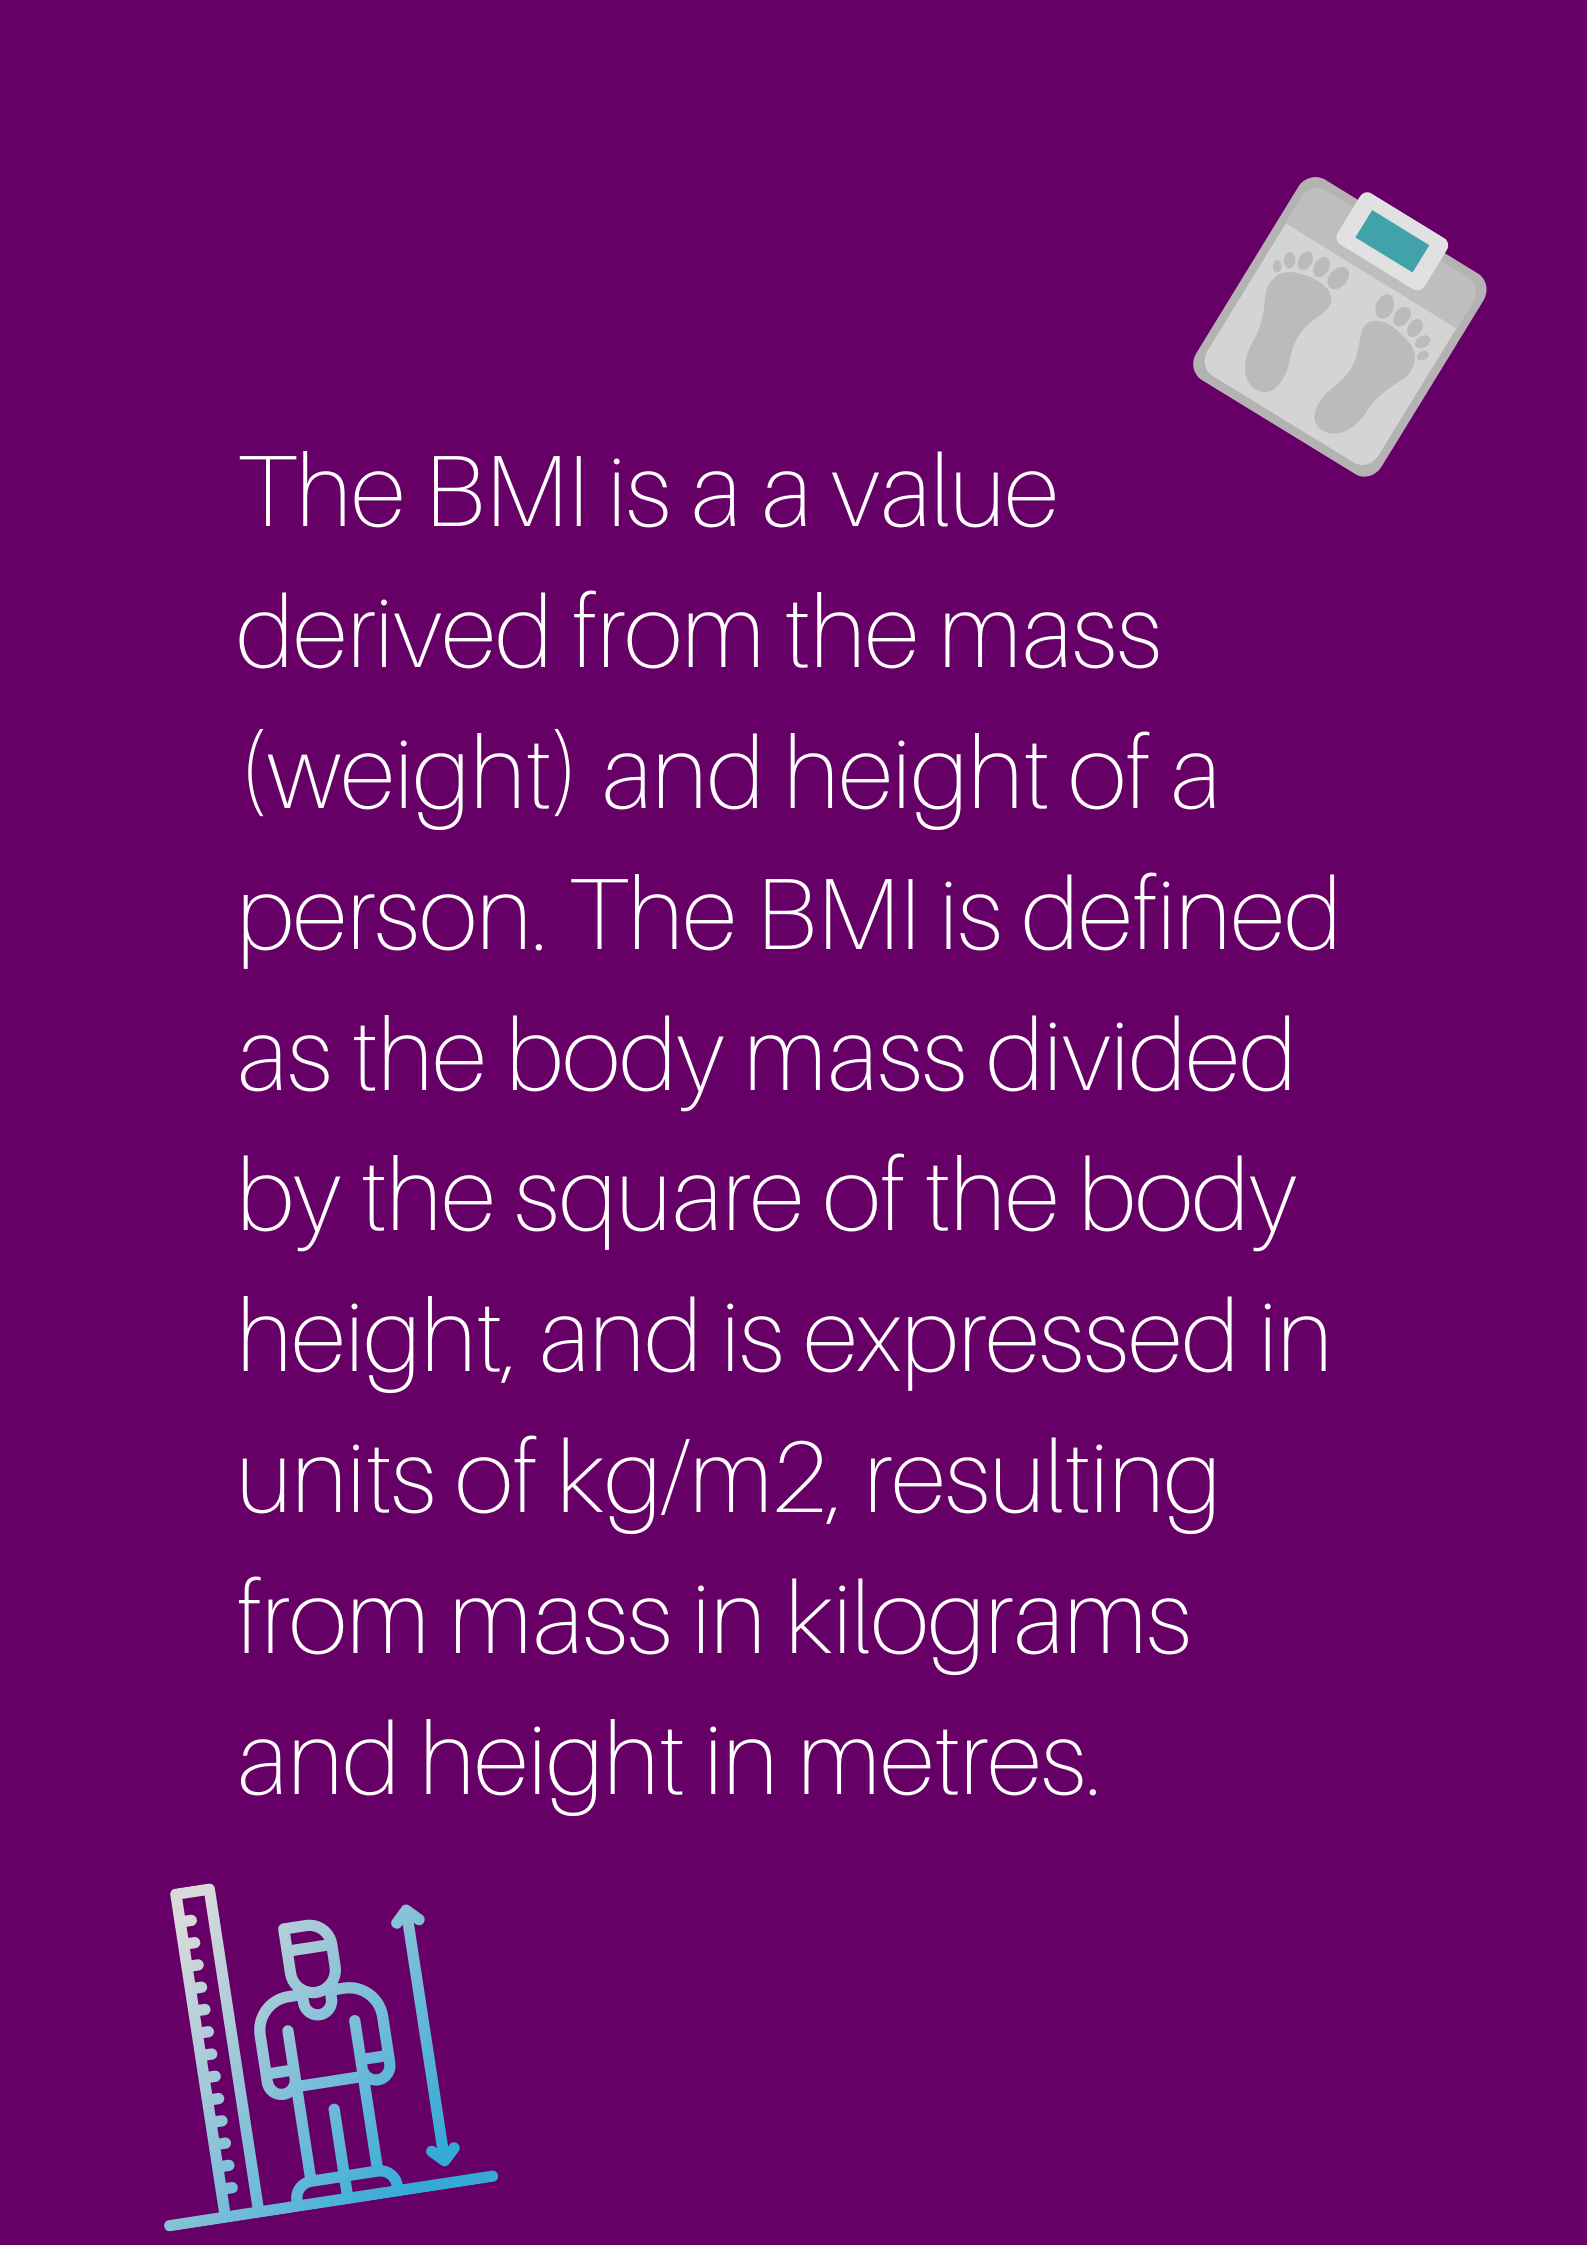 The BMI is a a value
derived from the mass
(weight) and height of a
person. The BMI is defined
as the body mass divided
by the square of the body
height, and is expressed in
units of kg/m2, resulting
from mass in kilograms
and height in metres.